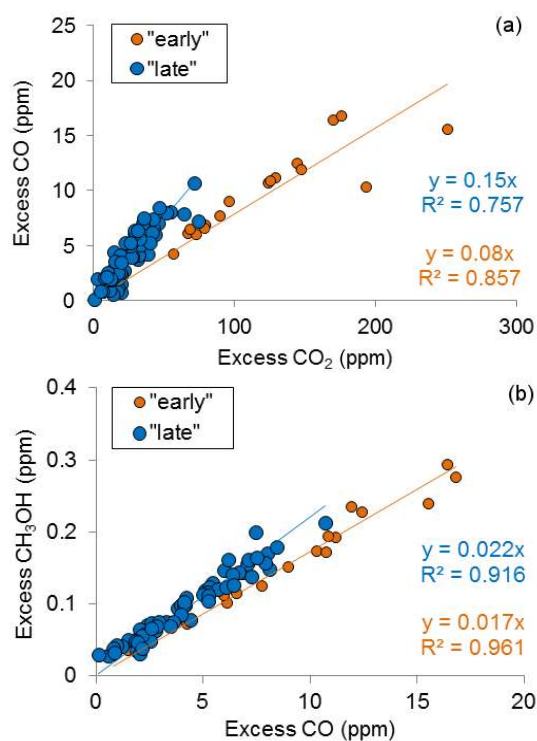 (a)
"early"
"late"
25
20
15
10
5
0
Excess CO (ppm)
y = 0.15x
R² = 0.757
y = 0.08x
R² = 0.857
0 100 200 300
Excess CO₂ (ppm)
(b)
"early"
"late"
0.4
0.3
0.2
0.1
0.0
Excess CH₃OH (ppm)
y = 0.022x
R² = 0.916
y = 0.017x
R² = 0.961
0 5 10 15 20
Excess CO (ppm)